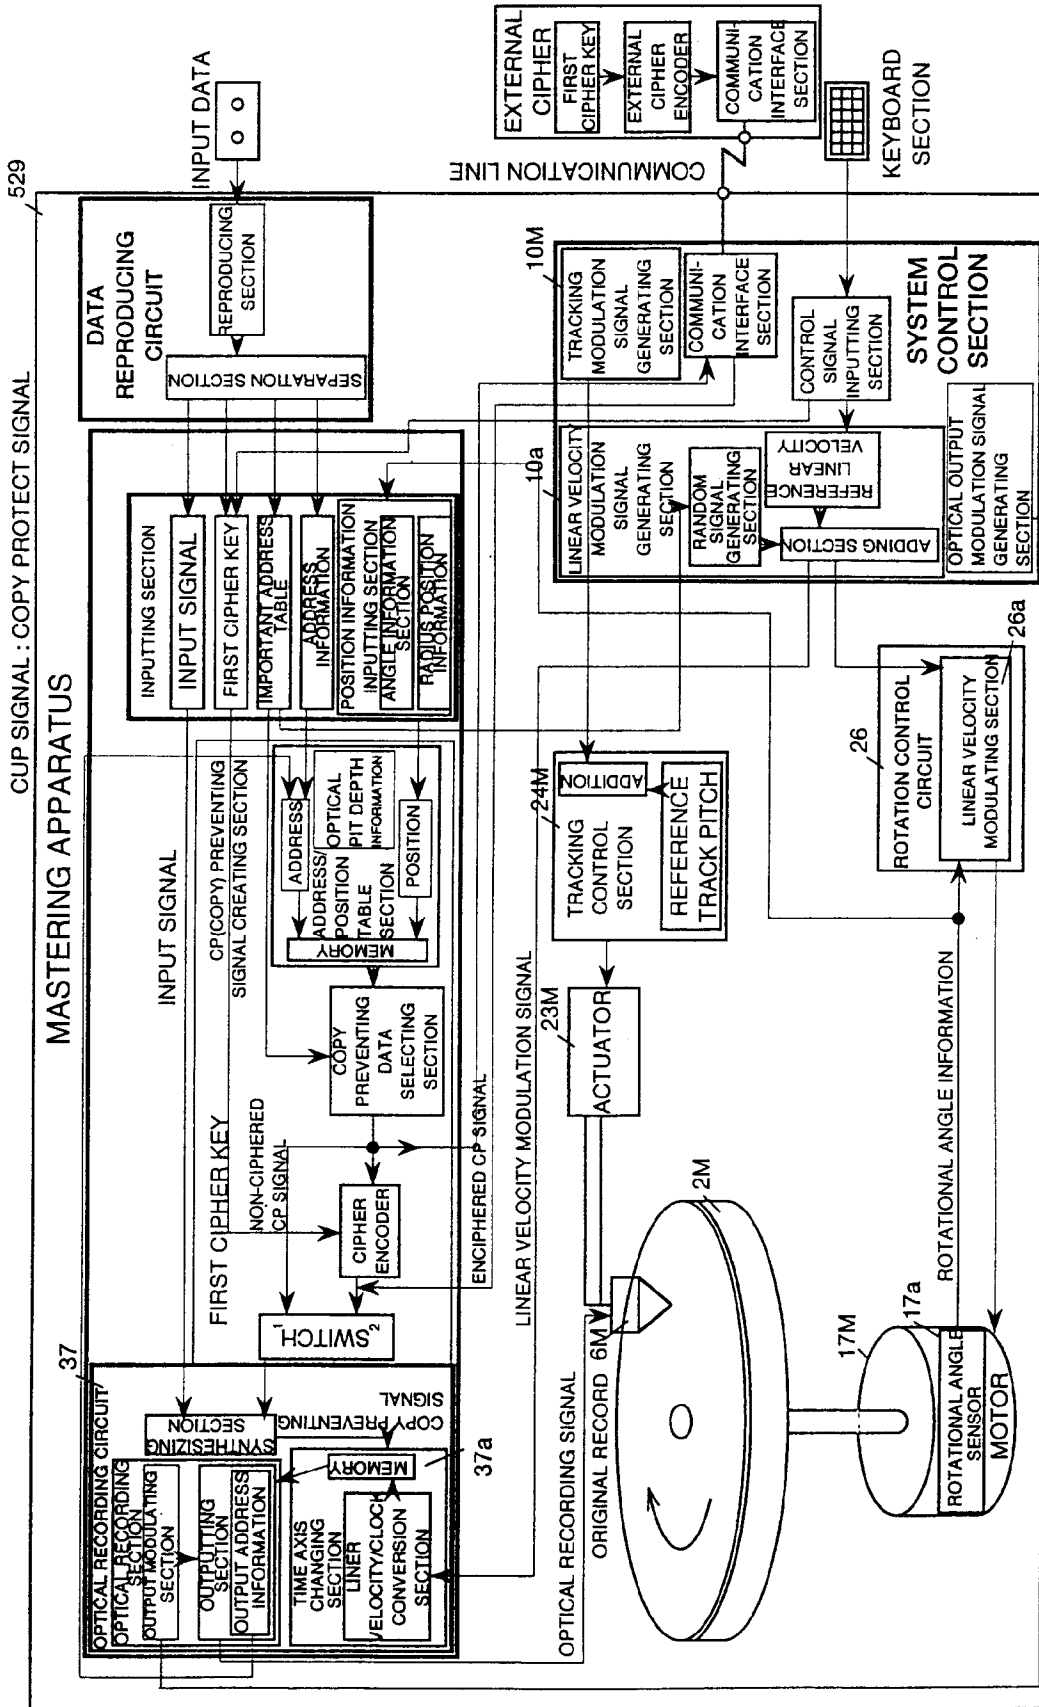 CUP SIGNAL : COPY PROTECT SIGNAL
529
MASTERING APPARATUS
37
OPTICAL RECORDING CIRCUIT
OPTICAL RECORDING
SECTION
OUTPUT MODULATING
SECTION
OUTPUTING
SECTION
OUTPUT ADDRESS
INFORMATION
SYNTHESIZING
SECTION
COPY PREVENTING
SIGNAL
TIME AXIS
CHANGING
SECTION
LINER
VELOCITY/CLOCK
CONVERSION
SECTION
MEMORY
37a
INPUT SIGNAL
CP(COPY) PREVENTING
SIGNAL CREATING SECTION
FIRST CIPHER KEY
NON-CIPHERED
CP SIGNAL
1
SWITCH
2
CIPHER
ENCODER
COPY
PREVENTING
DATA
SELECTING
SECTION
ADDRESS
OPTICAL
PIT DEPTH
INFORMATION
ADDRESS/
POSITION
TABLE
SECTION
POSITION
MEMORY
INPUTTING SECTION
INPUT SIGNAL
FIRST CIPHER KEY
IMPORTANT ADDRESS
TABLE
ADDRESS
INFORMATION
POSITION INFORMATION
INPUTTING SECTION
ANGLE INFORMATION
SECTION
RADIUS POSITION
INFORMATION
DATA
REPRODUCING
CIRCUIT
REPRODUCING
SECTION
SEPARATION SECTION
INPUT DATA
ENCIPHERED CP SIGNAL
LINEAR VELOCITY MODULATION SIGNAL
OPTICAL RECORDING SIGNAL
ORIGINAL RECORD
6M
2M
ACTUATOR
23M
24M
TRACKING
CONTROL
SECTION
ADDITION
REFERENCE
TRACK PITCH
10M
TRACKING
MODULATION
SIGNAL
GENERATING
SECTION
COMMUNI-
CATION
INTERFACE
SECTION
10a
LINEAR VELOCITY
MODULATION
SIGNAL
GENERATING
SECTION
RANDOM
SIGNAL
GENERATING
SECTION
REFERENCE
LINEAR
VELOCITY
ADDING SECTION
CONTROL
SIGNAL
INPUTTING
SECTION
SYSTEM
CONTROL
SECTION
OPTICAL OUTPUT
MODULATION SIGNAL
GENERATING
SECTION
COMMUNICATION LINE
EXTERNAL
CIPHER
FIRST
CIPHER KEY
EXTERNAL
CIPHER
ENCODER
COMMUNI-
CATION
INTERFACE
SECTION
KEYBOARD
SECTION
17M
17a
ROTATIONAL ANGLE
SENSOR
MOTOR
ROTATIONAL ANGLE INFORMATION
26
ROTATION CONTROL
CIRCUIT
LINEAR VELOCITY
MODULATING SECTION
26a